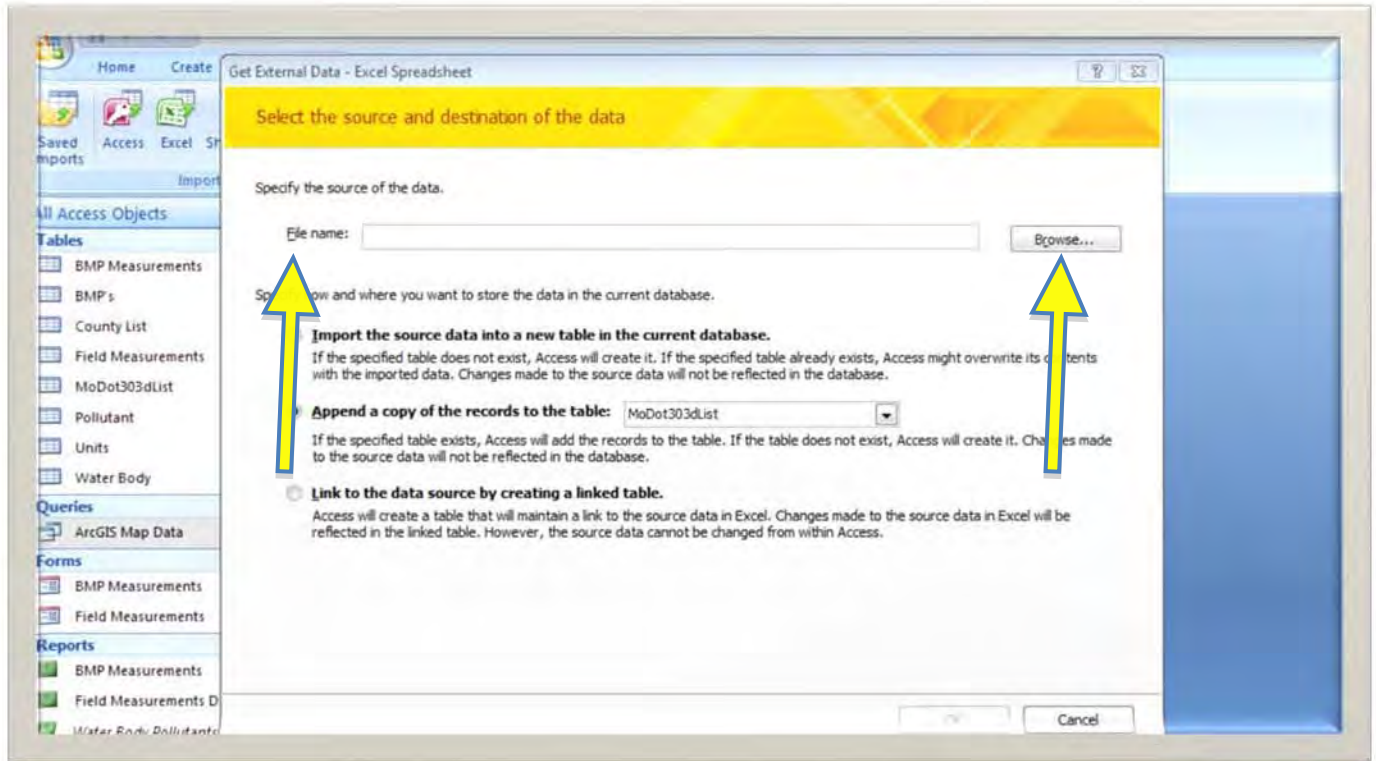 Home Create
Get External Data - Excel Spreadsheet
Select the source and destination of the data
Saved Access Excel
Imports
Import
Specify the source of the data.
All Access Objects
File name:
Browse...
Tables
BMP Measurements
BMP's
County List
Field Measurements
MoDot303dList
Pollutant
Units
Water Body
Queries
ArcGIS Map Data
Forms
BMP Measurements
Field Measurements
Reports
BMP Measurements
Field Measurements D
Water Body Pollutants
Specify how and where you want to store the data in the current database.
Import the source data into a new table in the current database.
If the specified table does not exist, Access will create it. If the specified table already exists, Access might overwrite its contents
with the imported data. Changes made to the source data will not be reflected in the database.
Append a copy of the records to the table: MoDot303dList
If the specified table exists, Access will add the records to the table. If the table does not exist, Access will create it. Changes made
to the source data will not be reflected in the database.
Link to the data source by creating a linked table.
Access will create a table that will maintain a link to the source data in Excel. Changes made to the source data in Excel will be
reflected in the linked table. However, the source data cannot be changed from within Access.
Cancel